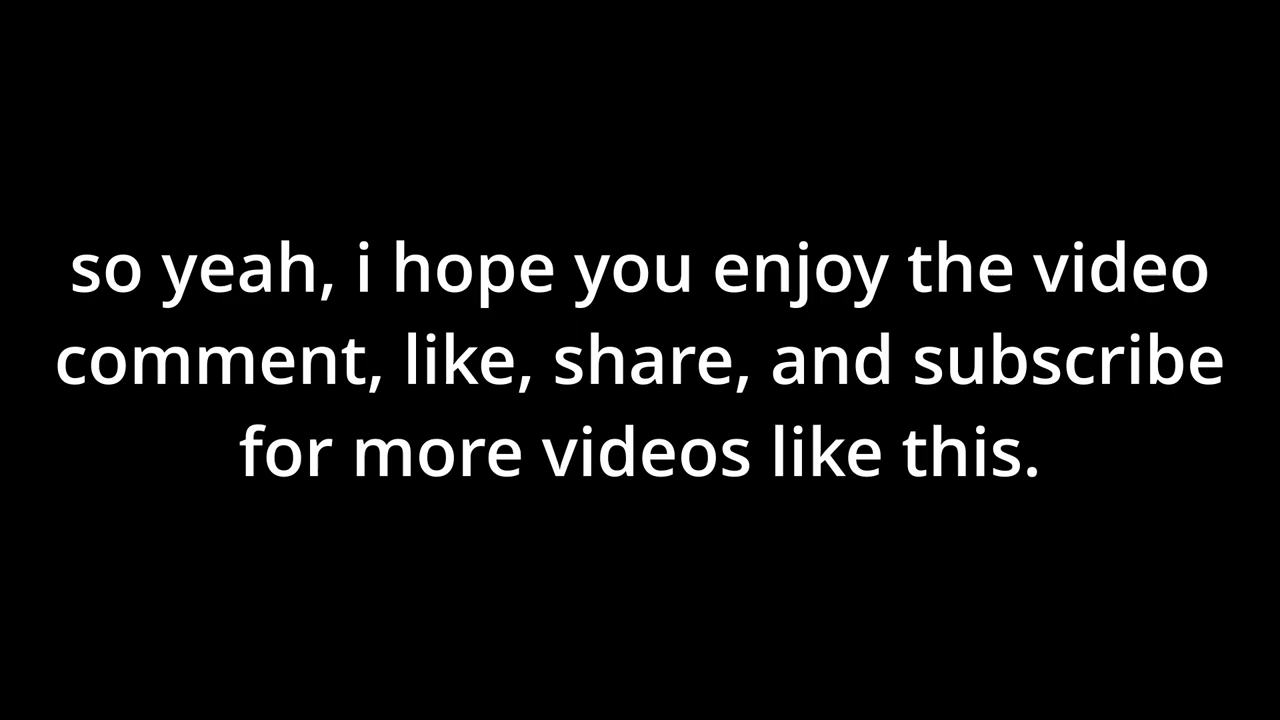 so yeah, i hope you enjoy the video
comment, like, share, and subscribe
for more videos like this.